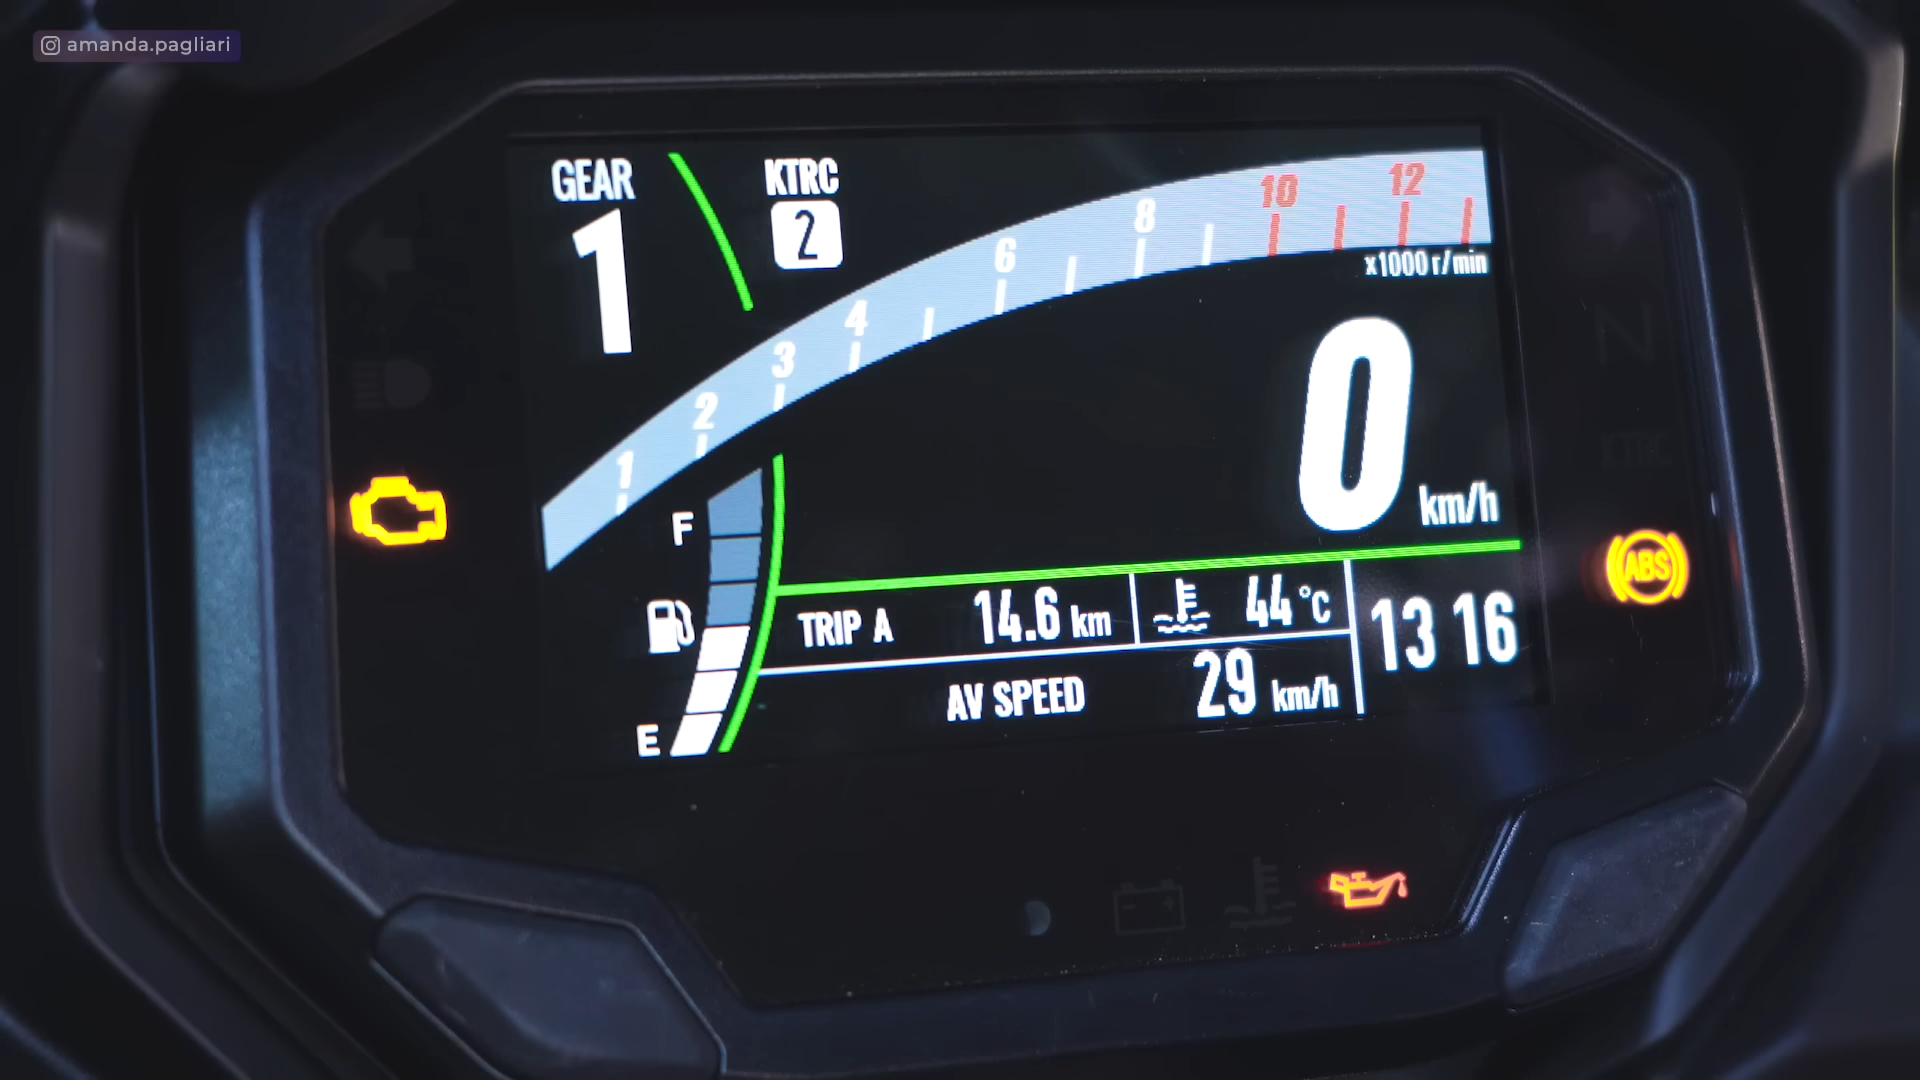 amanda.pagliari
GEAR
1
KTRC
2
1 2 3 4 6 8 10 12
x1000 r/min
0 km/h
F
E
TRIP A 14.6 km
44 °C
13 16
AV SPEED 29 km/h
N
KTRC
ABS